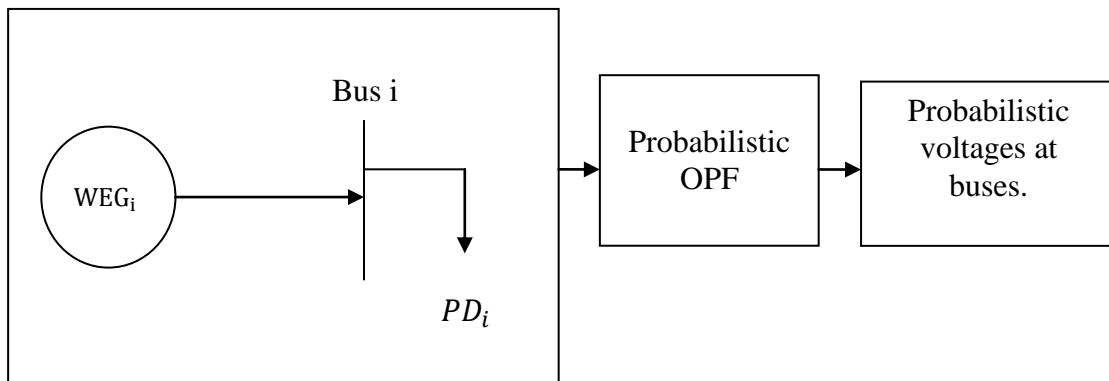 Bus i
WEGi
PDi
Probabilistic
OPF
Probabilistic
voltages at
buses.